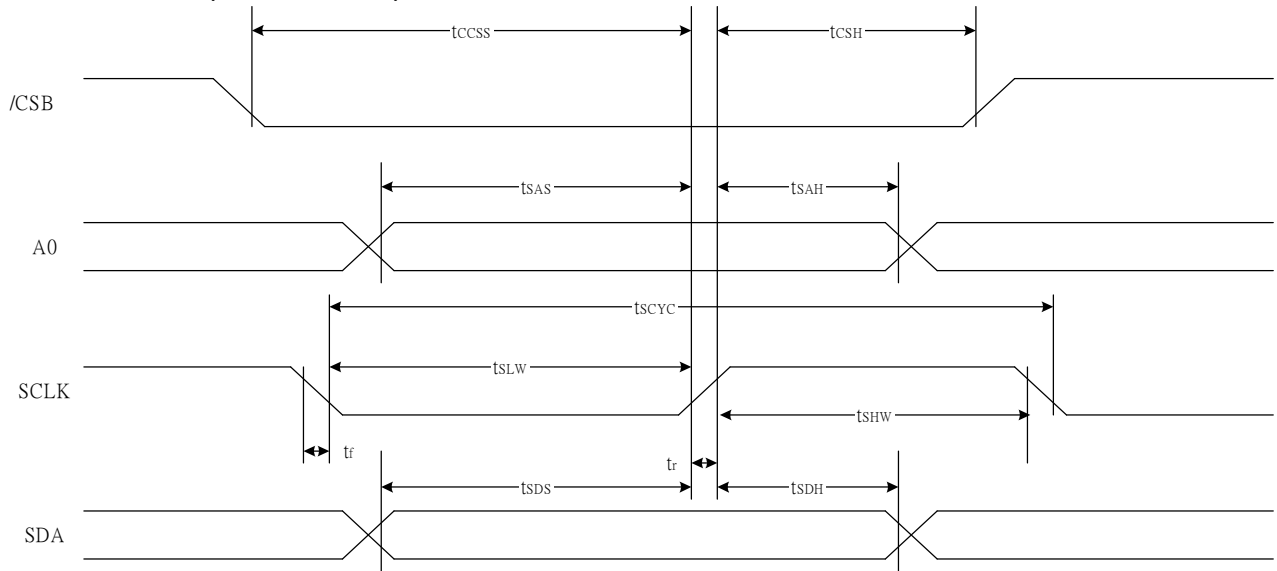 tCCSS
tCSH
/CSB
tSAS
tSAH
A0
tSCYC
tSLW
SCLK
tSHW
tf
tr
tSDS
tSDH
SDA